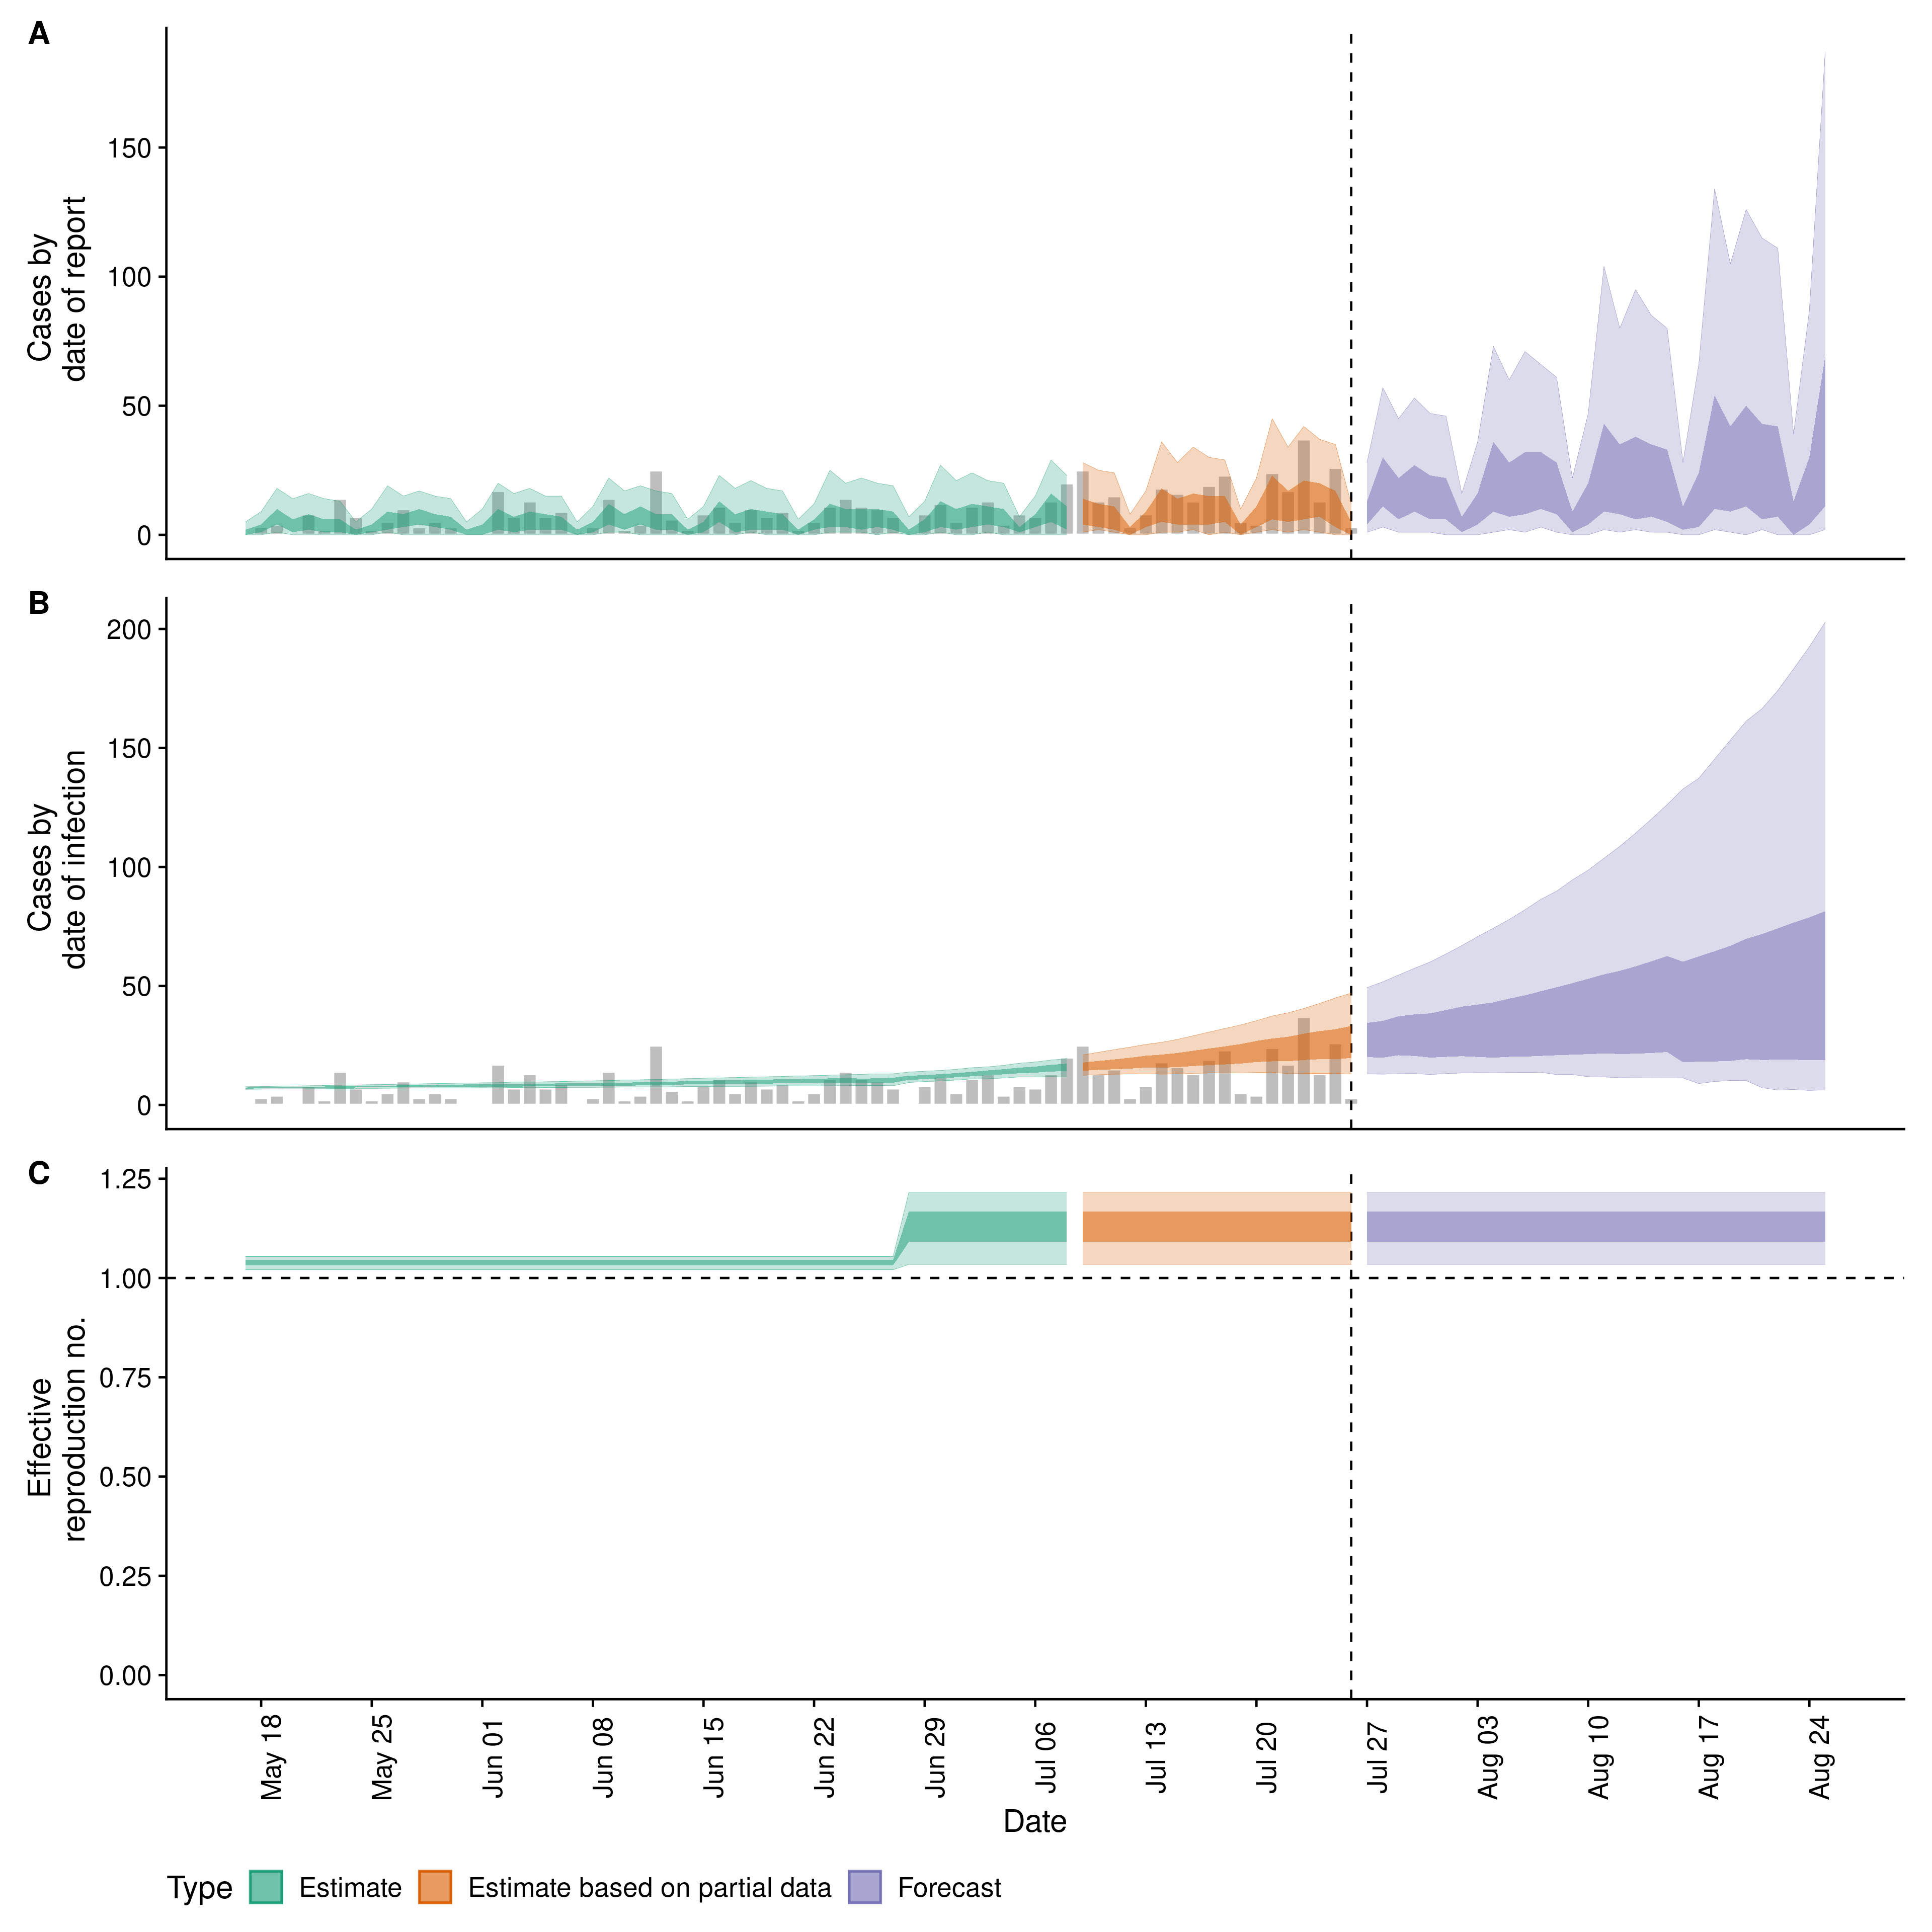 A
Cases by
date of report
150
100
50
0
B
Cases by
date of infection
200
150
100
50
0
C
Effective
reproduction no.
1.25
1.00
0.75
0.50
0.25
0.00
May 18
May 25
Jun 01
Jun 08
Jun 15
Jun 22
Jun 29
Jul 06
Jul 13
Jul 20
Jul 27
Aug 03
Aug 10
Aug 17
Aug 24
Date
Type Estimate Estimate based on partial data Forecast